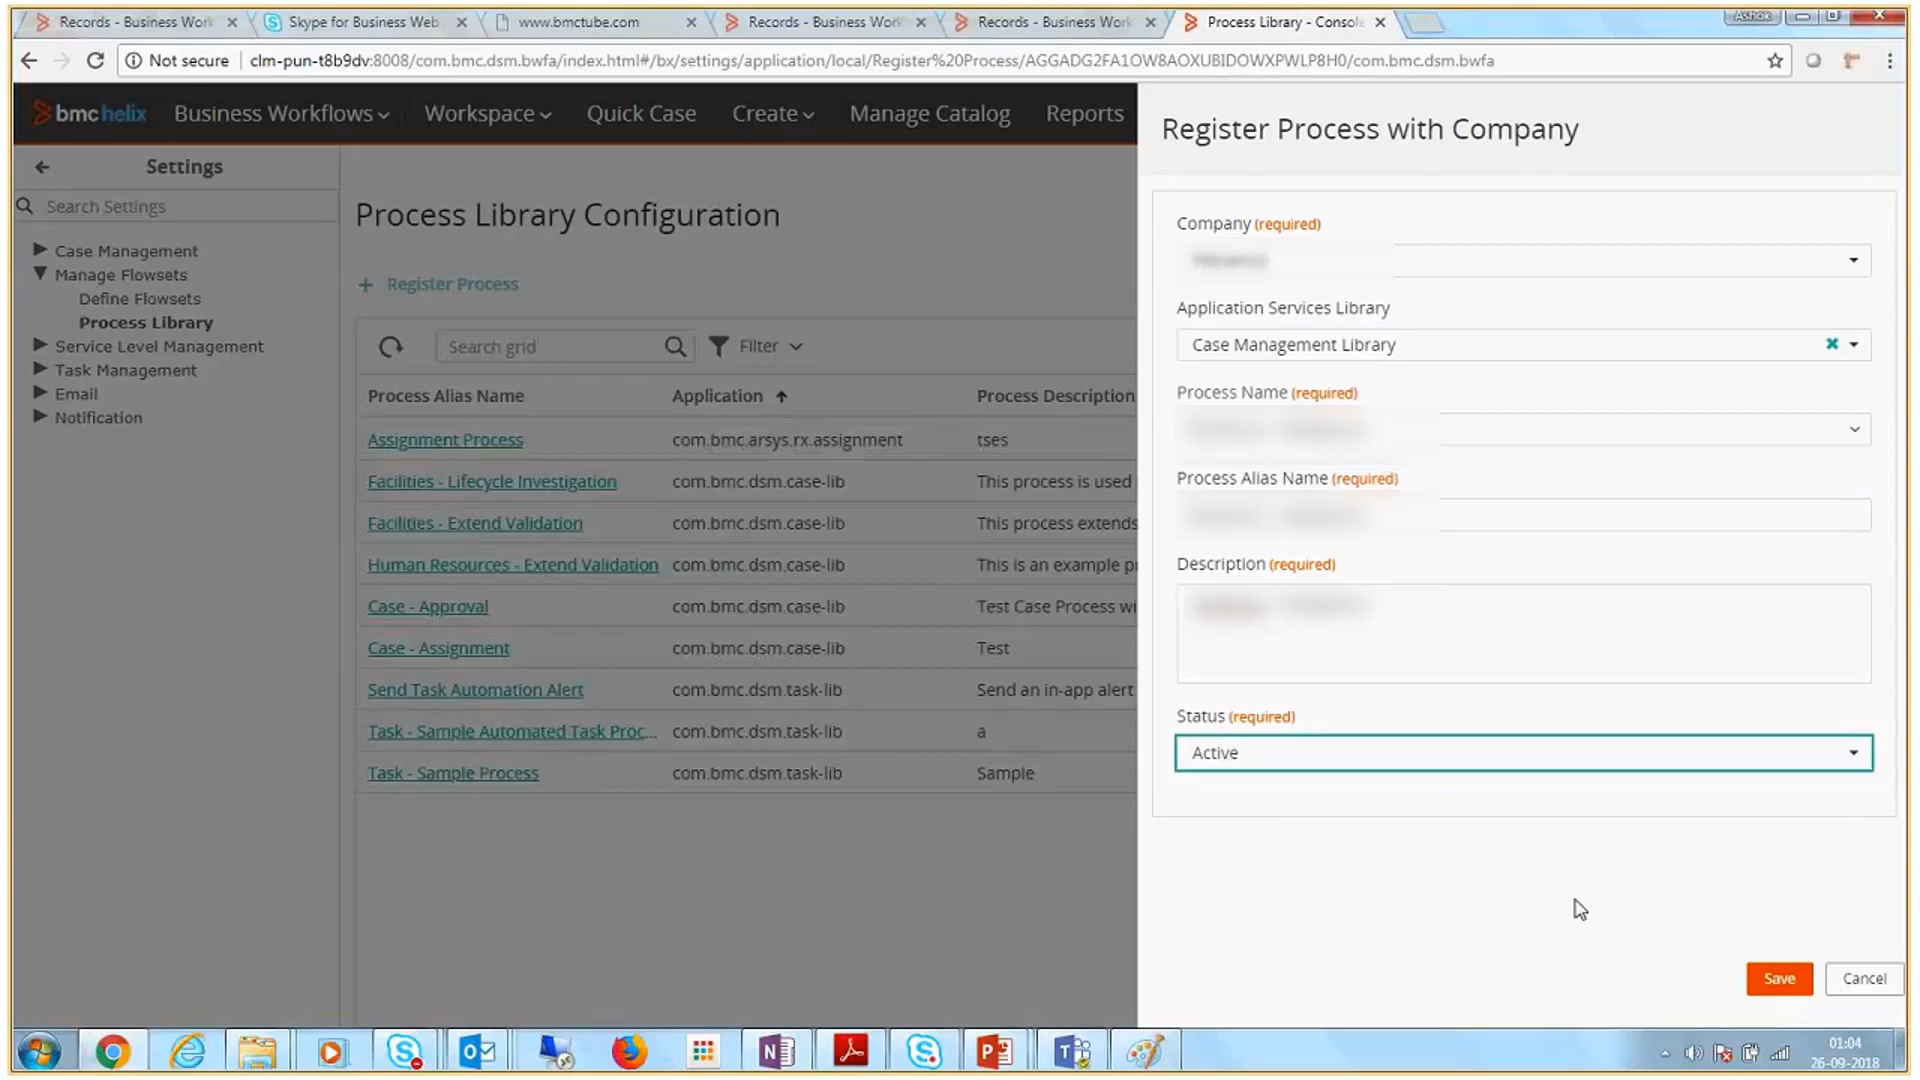 Records - Business Work
Skype for Business Web
www.bmctube.com
Records - Business Work
Records - Business Work
Process Library - Console
Ashok
Not secure
clm-pun-t8b9dv:8008/com.bmc.dsm.bwfa/index.html#/bx/settings/application/local/Register%20Process/AGGADG2FA1OW8AOXUBIDOWXPWLP8H0/com.bmc.dsm.bwfa
bmchelix
Business Workflows
Workspace
Quick Case
Create
Manage Catalog
Reports
Settings
Search Settings
Case Management
Manage Flowsets
Define Flowsets
Process Library
Service Level Management
Task Management
Email
Notification
Process Library Configuration
+ Register Process
Search grid
Filter
Process Alias Name Application Process Description
Assignment Process com.bmc.arsys.rx.assignment tses
Facilities - Lifecycle Investigation com.bmc.dsm.case-lib This process is used
Facilities - Extend Validation com.bmc.dsm.case-lib This process extends
Human Resources - Extend Validation com.bmc.dsm.case-lib This is an example p
Case - Approval com.bmc.dsm.case-lib Test Case Process wi
Case - Assignment com.bmc.dsm.case-lib Test
Send Task Automation Alert com.bmc.dsm.task-lib Send an in-app alert
Task - Sample Automated Task Proc... com.bmc.dsm.task-lib a
Task - Sample Process com.bmc.dsm.task-lib Sample
Register Process with Company
Company (required)
Application Services Library
Case Management Library
Process Name (required)
Process Alias Name (required)
Description (required)
Status (required)
Active
Save
Cancel
01:04
26-09-2018